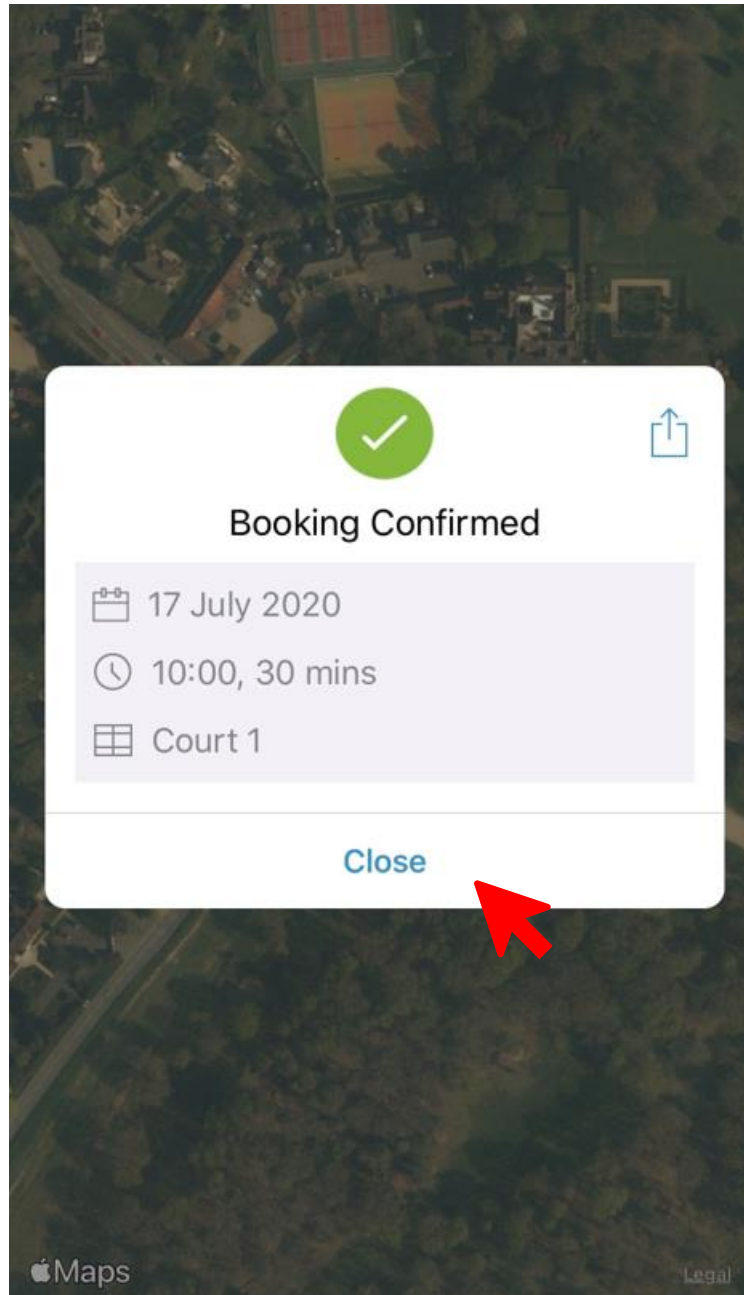 Booking Confirmed
17 July 2020
10:00, 30 mins
Court 1
Close
Maps
Legal